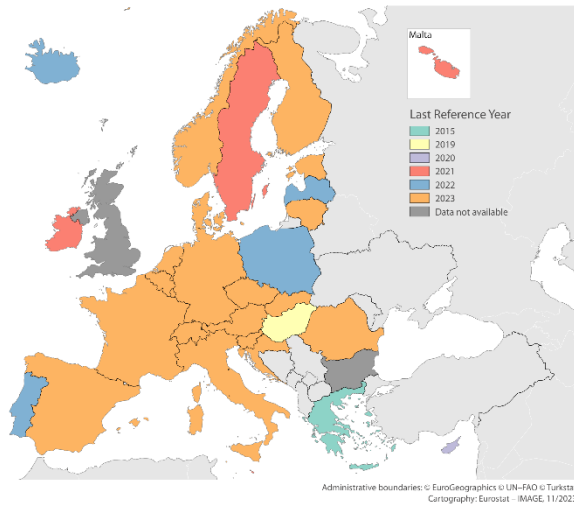 Malta
Last Reference Year
2015
2019
2020
2021
2022
2023
Data not available
Administrative boundaries: © EuroGeographics © UN–FAO © Turksta
Cartography: Eurostat – IMAGE, 11/2023